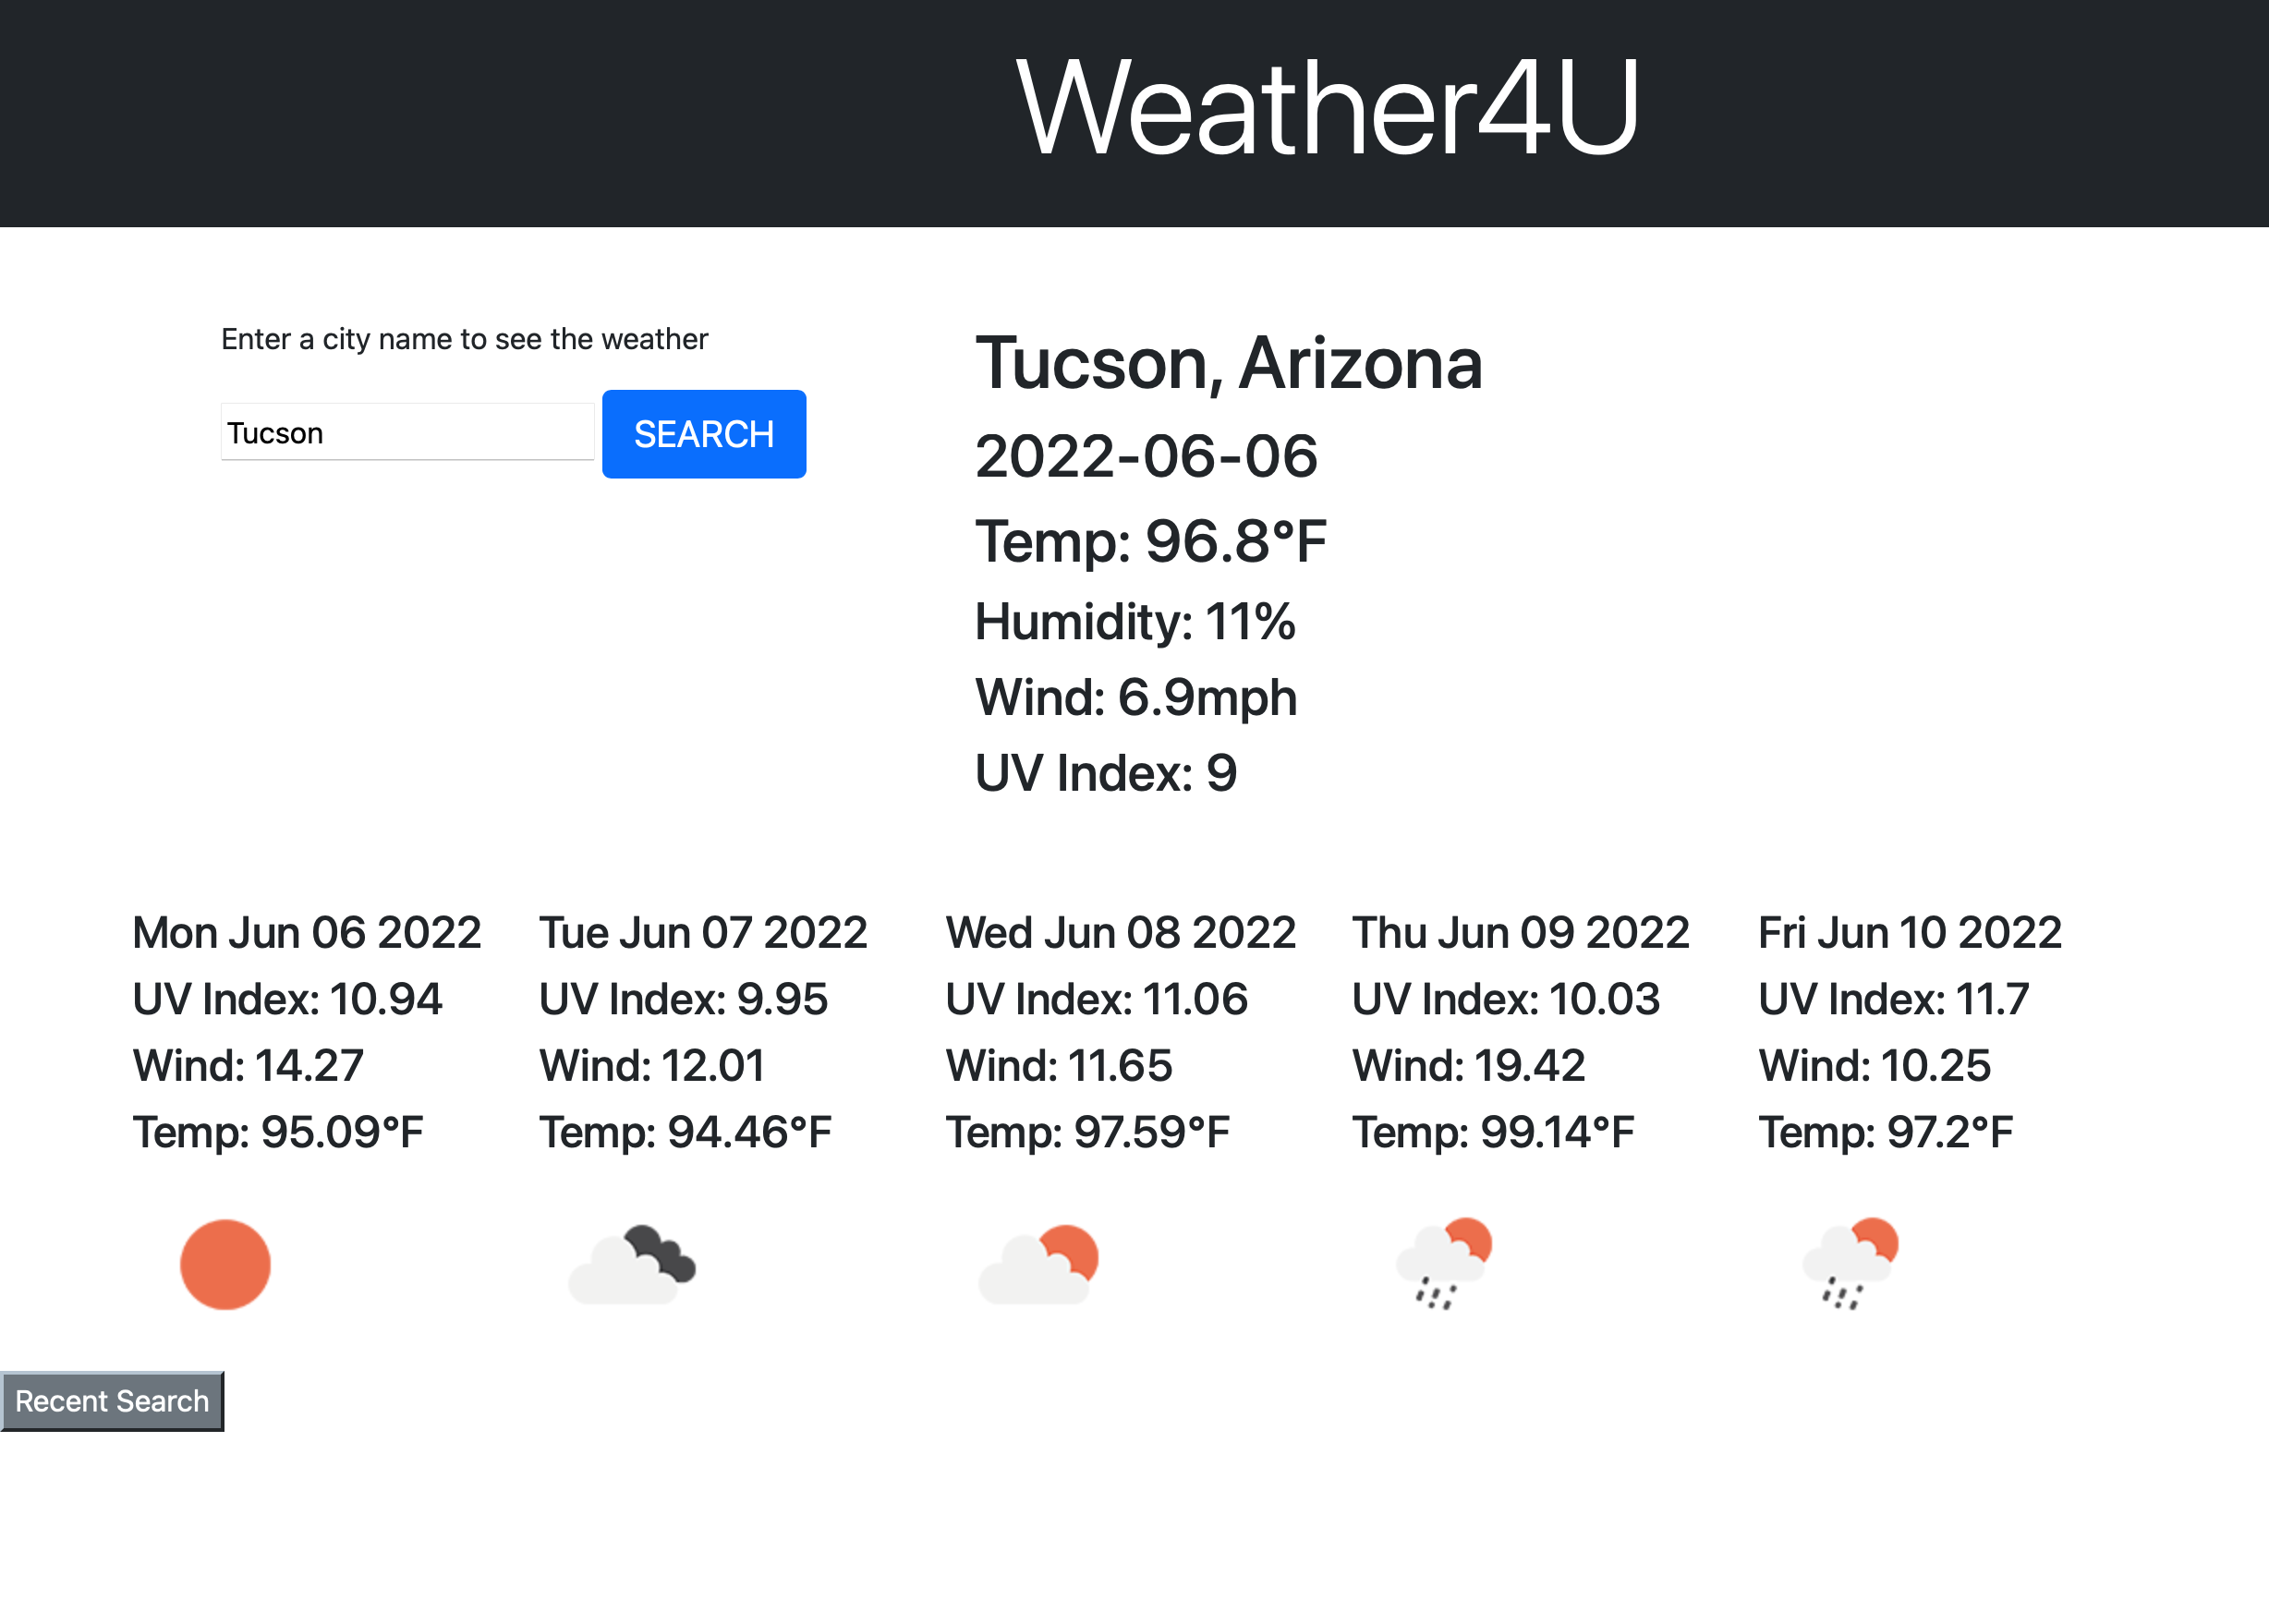 Weather4U
Enter a city name to see the weather
Tucson
SEARCH
Tucson, Arizona
2022-06-06
Temp: 96.8°F
Humidity: 11%
Wind: 6.9mph
UV Index: 9
Mon Jun 06 2022
UV Index: 10.94
Wind: 14.27
Temp: 95.09°F
Tue Jun 07 2022
UV Index: 9.95
Wind: 12.01
Temp: 94.46°F
Wed Jun 08 2022
UV Index: 11.06
Wind: 11.65
Temp: 97.59°F
Thu Jun 09 2022
UV Index: 10.03
Wind: 19.42
Temp: 99.14°F
Fri Jun 10 2022
UV Index: 11.7
Wind: 10.25
Temp: 97.2°F
Recent Search